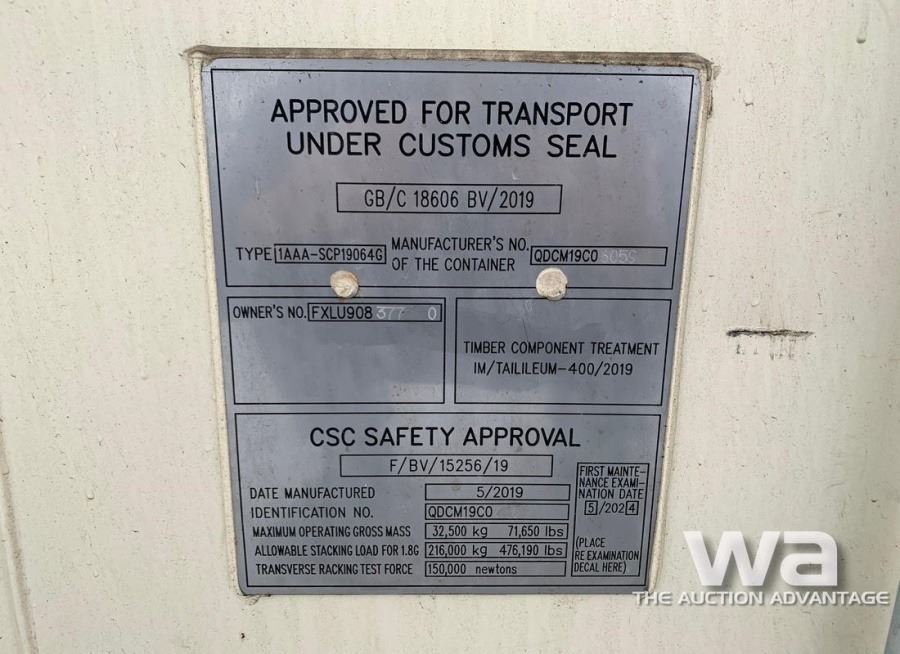 APPROVED FOR TRANSPORT
UNDER CUSTOMS SEAL
GB/C 18606 BV/2019
TYPE 1AAA-SCP19064G
MANUFACTURER'S NO.
OF THE CONTAINER
QDCM19C0
OWNER'S NO. FXLU908 377 0
TIMBER COMPONENT TREATMENT
IM/TAILILEUM-400/2019
CSC SAFETY APPROVAL
F/BV/15256/19
DATE MANUFACTURED 5/2019
IDENTIFICATION NO. QDCM19C0
MAXIMUM OPERATING GROSS MASS 32,500 kg 71,650 lbs
ALLOWABLE STACKING LOAD FOR 1.8G 216,000 kg 476,190 lbs
TRANSVERSE RACKING TEST FORCE 150,000 newtons
FIRST MAINTE-
NANCE EXAMI-
NATION DATE
5/2024
(PLACE
RE EXAMINATION
DECAL HERE)
wa
THE AUCTION ADVANTAGE